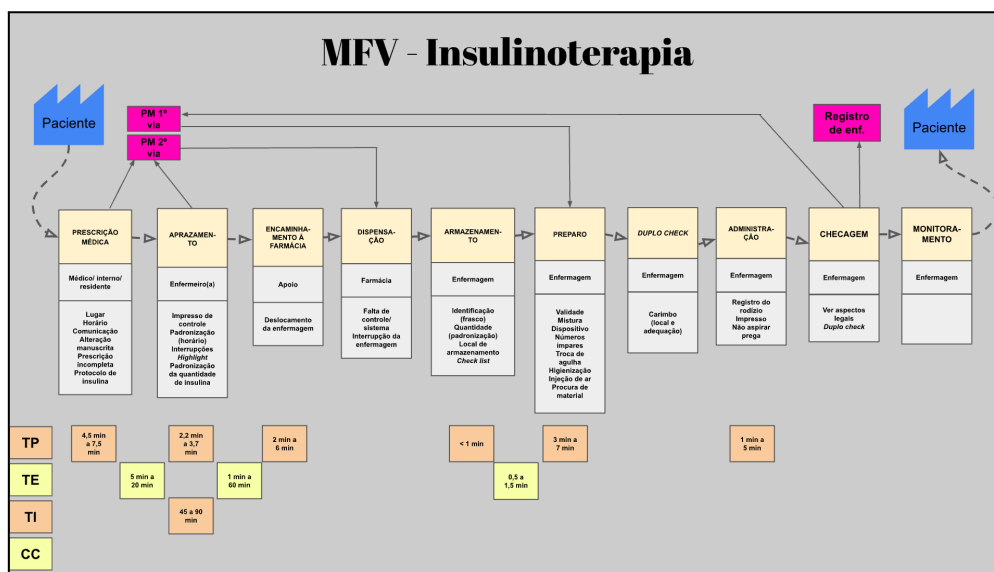 MFV - Insulinoterapia
Paciente
PM 1º
via
PM 2º
via
Registro
de enf.
Paciente
PRESCRIÇÃO
MÉDICA
Médico/ interno/
residente
Lugar
Horário
Comunicação
Alteração
manuscrita
Prescrição
incompleta
Protocolo de
insulina
APRAZAMEN-
TO
Enfermeiro(a)
Impresso de
controle
Padronização
(horário)
Interrupções
Highlight
Padronização
da quantidade
de insulina
ENCAMINHA-
MENTO À
FARMÁCIA
Apoio
Deslocamento
da enfermagem
DISPENSA-
ÇÃO
Farmácia
Falta de
controle/
sistema
Interrupção da
enfermagem
ARMAZENAMEN-
TO
Enfermagem
Identificação
(frasco)
Quantidade
(padronização)
Local de
armazenamento
Check list
PREPARO
Enfermagem
Validade
Mistura
Dispositivo
Números
ímpares
Troca de
agulha
Higienização
Injeção de ar
Procura de
material
DUPLO CHECK
Enfermagem
Carimbo
(local e
adequação)
ADMINISTRA-
ÇÃO
Enfermagem
Registro do
rodízio
Impresso
Não aspirar
prega
CHECAGEM
Enfermagem
Ver aspectos
legais
Duplo check
MONITORA-
MENTO
Enfermagem
TP
4,5 min
a 7,5
min
2,2 min
a 3,7
min
2 min a
6 min
< 1 min
3 min a
7 min
1 min a
5 min
TE
5 min a
20 min
1 min a
60 min
0,5 a
1,5 min
TI
45 a 90
min
CC